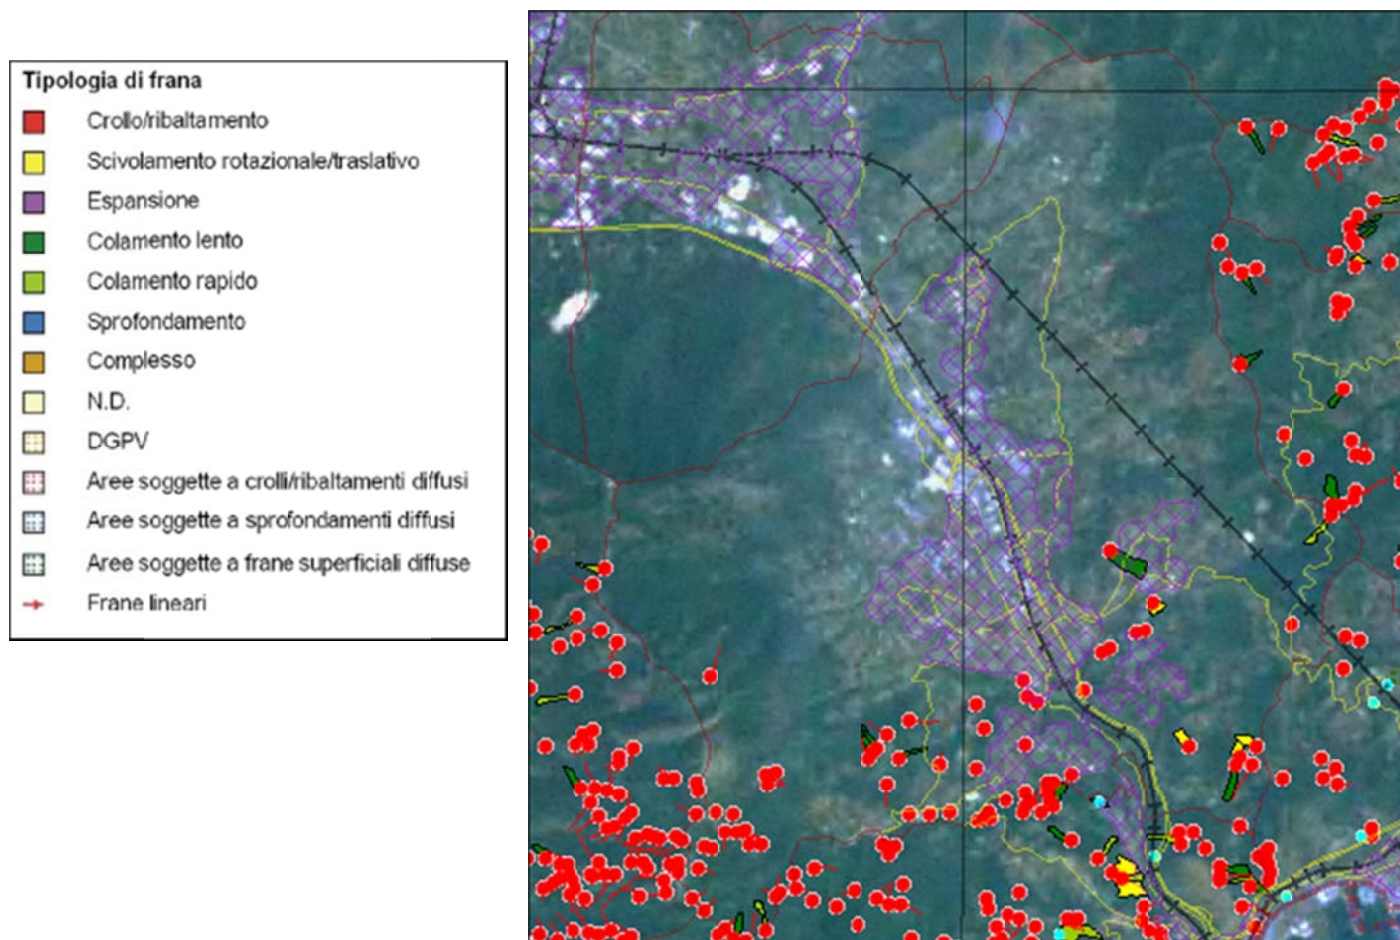 Tipologia di frana
Crollo/ribaltamento
Scivolamento rotazionale/traslativo
Espansione
Colamento lento
Colamento rapido
Sprofondamento
Complesso
N.D.
DGPV
Aree soggette a crolli/ribaltamenti diffusi
Aree soggette a sprofondamenti diffusi
Aree soggette a frane superficiali diffuse
Frane lineari